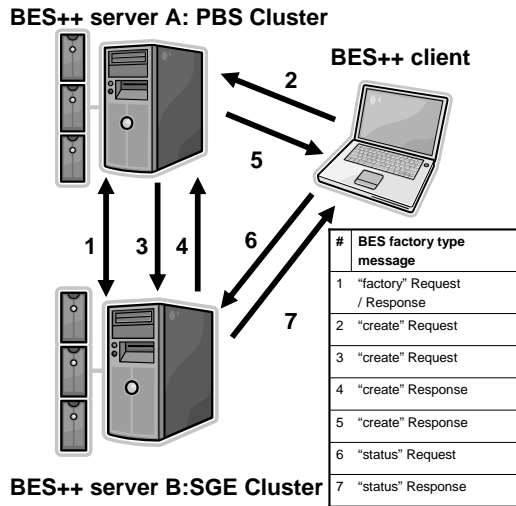 BES++ server A: PBS Cluster
BES++ client
2
5
1
3
4
6
7
# BES factory type message
1 “factory” Request / Response
2 “create” Request
3 “create” Request
4 “create” Response
5 “create” Response
6 “status” Request
7 “status” Response
BES++ server B:SGE Cluster